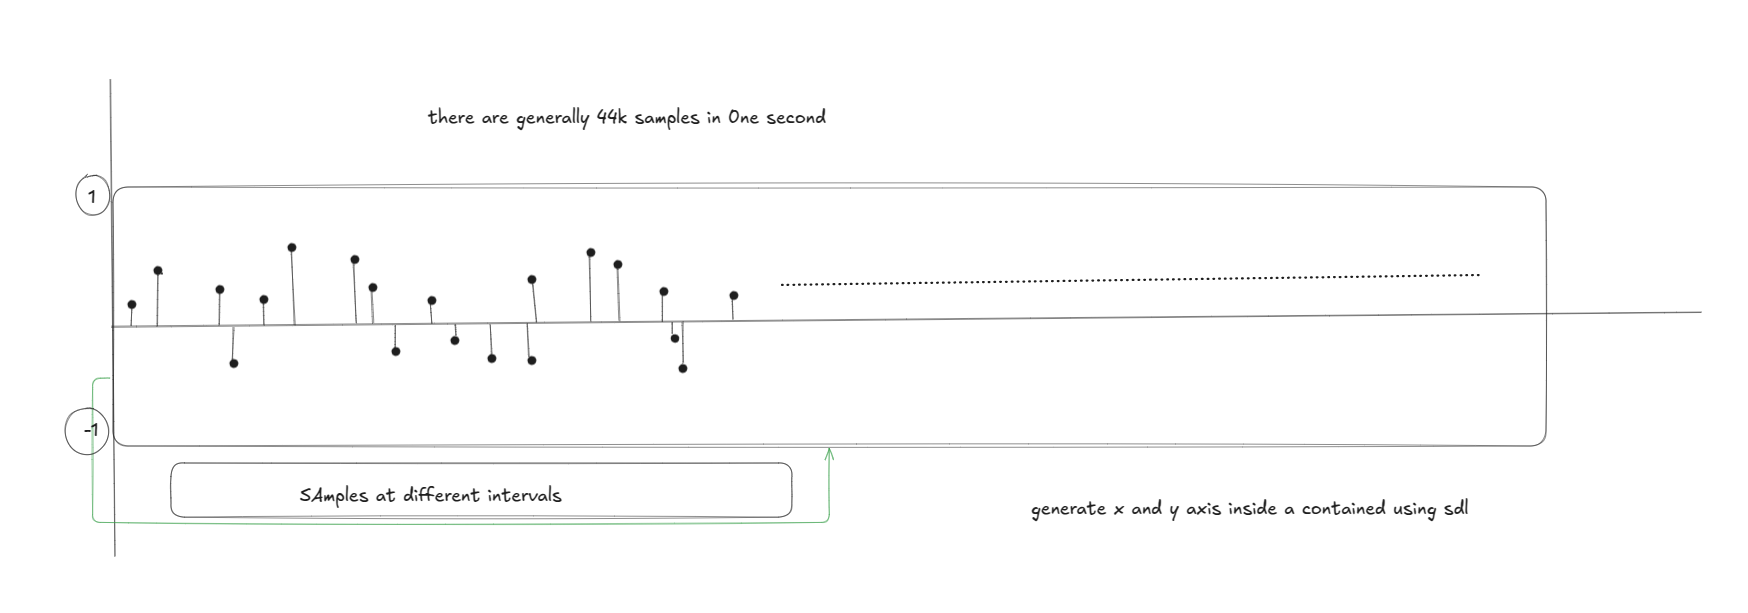 there are generally 44k samples in One second
1
-1
SAmples at different intervals
generate x and y axis inside a contained using sdl